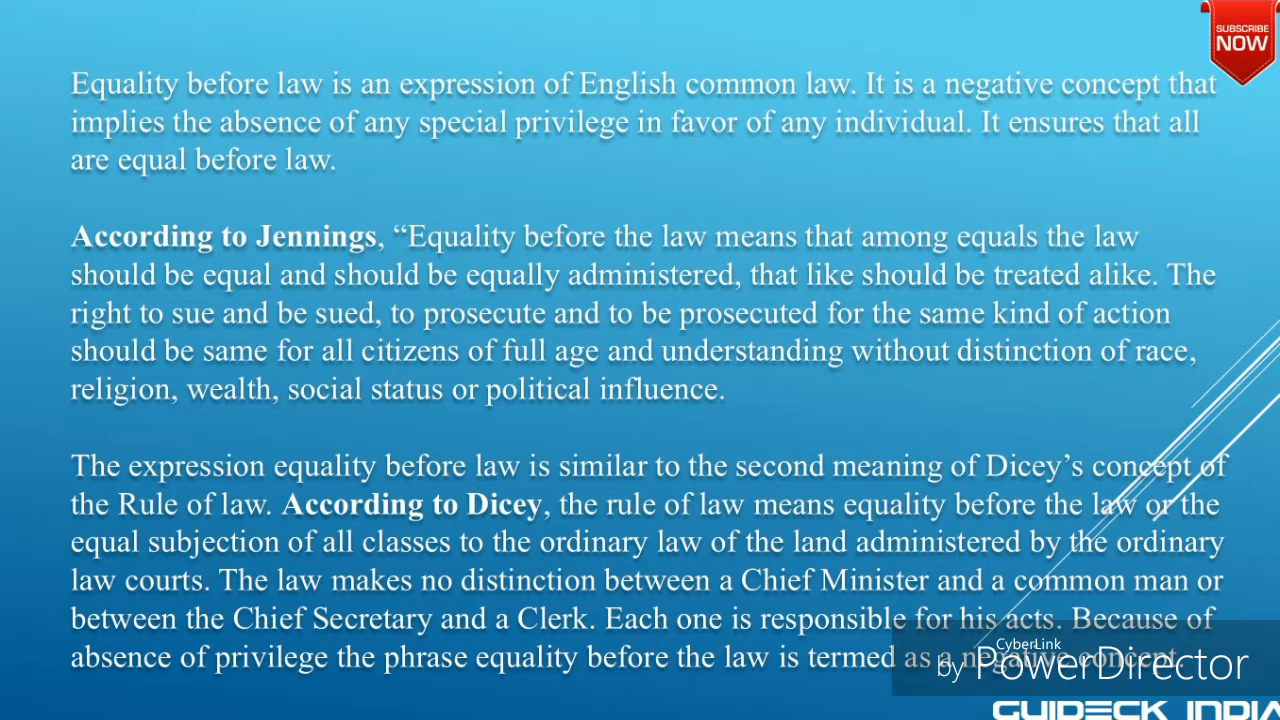 SUBSCRIBE
NOW
Equality before law is an expression of English common law. It is a negative concept that
implies the absence of any special privilege in favor of any individual. It ensures that all
are equal before law.
According to Jennings, “Equality before the law means that among equals the law
should be equal and should be equally administered, that like should be treated alike. The
right to sue and be sued, to prosecute and to be prosecuted for the same kind of action
should be same for all citizens of full age and understanding without distinction of race,
religion, wealth, social status or political influence.
The expression equality before law is similar to the second meaning of Dicey’s concept of
the Rule of law. According to Dicey, the rule of law means equality before the law or the
equal subjection of all classes to the ordinary law of the land administered by the ordinary
law courts. The law makes no distinction between a Chief Minister and a common man or
between the Chief Secretary and a Clerk. Each one is responsible for his acts. Because of
absence of privilege the phrase equality before the law is termed as a negative concept.
CyberLink
by PowerDirector
GUIDECK INDIA